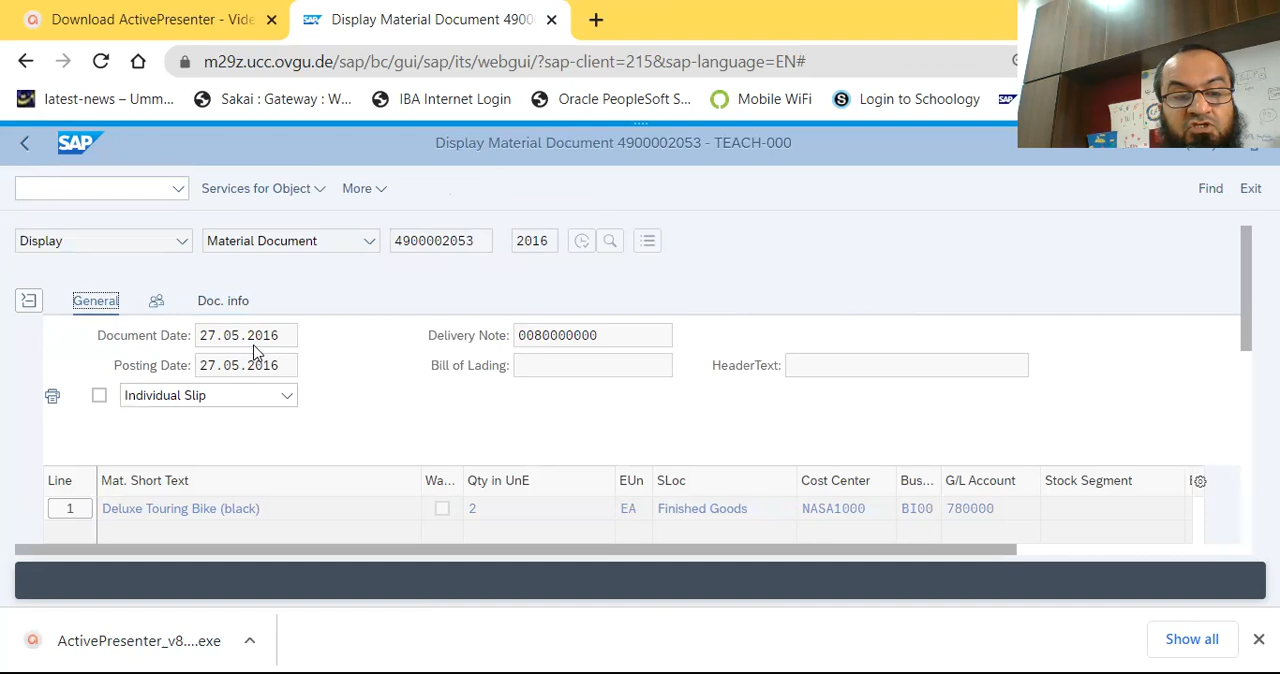 Download ActivePresenter - Vide
Display Material Document 4900
m29z.ucc.ovgu.de/sap/bc/gui/sap/its/webgui/?sap-client=215&sap-language=EN#
latest-news – Umm... Sakai : Gateway : W... IBA Internet Login Oracle PeopleSoft S... Mobile WiFi Login to Schoology SAP
SAP Display Material Document 4900002053 - TEACH-000
Services for Object More Find Exit
Display Material Document 4900002053 2016
General Doc. info
Document Date: 27.05.2016 Delivery Note: 0080000000
Posting Date: 27.05.2016 Bill of Lading: HeaderText:
Individual Slip
Line Mat. Short Text Wa... Qty in UnE EUn SLoc Cost Center Bus... G/L Account Stock Segment
1 Deluxe Touring Bike (black) 2 EA Finished Goods NASA1000 BI00 780000
ActivePresenter_v8....exe Show all